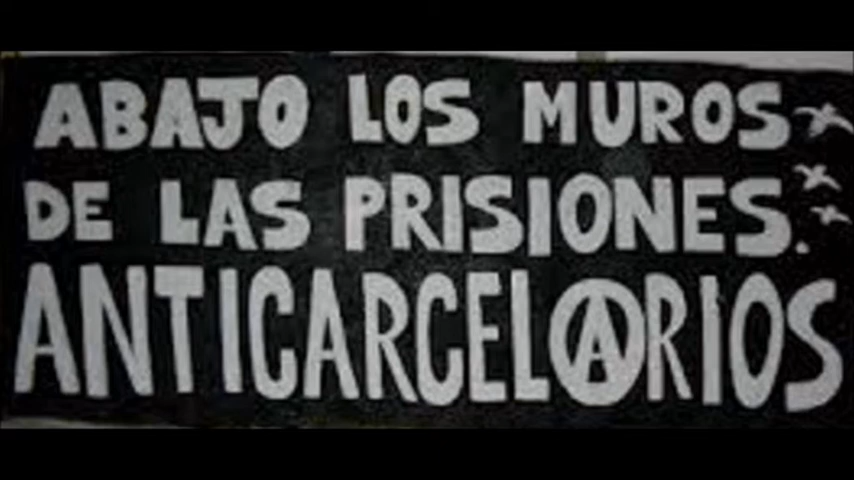 ABAJO LOS MUROS
DE LAS PRISIONES.
ANTICARCELARIOS